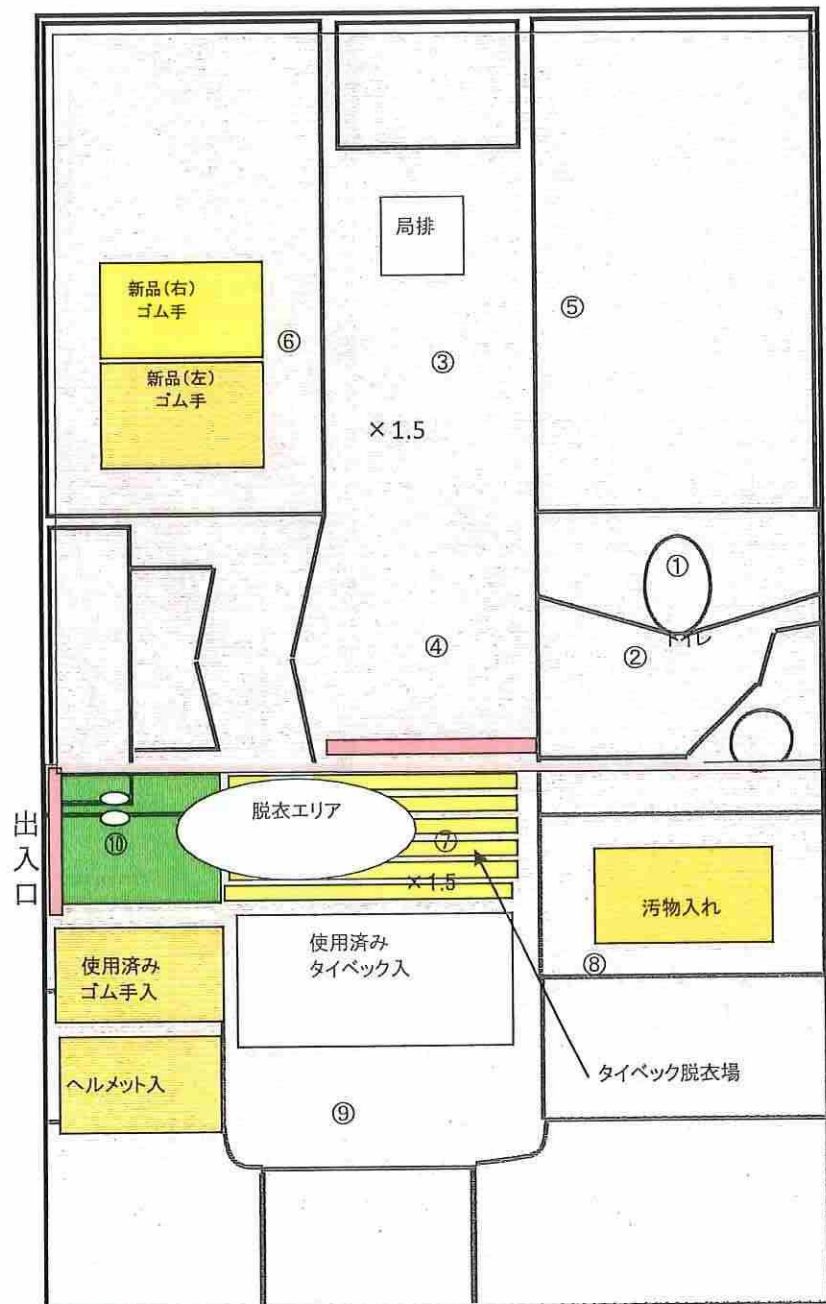 局排
新品(右)
ゴム手
⑥
⑤
③
新品(左)
ゴム手
×1.5
①
トイレ
④
②
出入口
脱衣エリア
⑩
⑦
×1.5
汚物入れ
使用済み
ゴム手入
使用済み
タイベック入
⑧
ヘルメット入
タイベック脱衣場
⑨